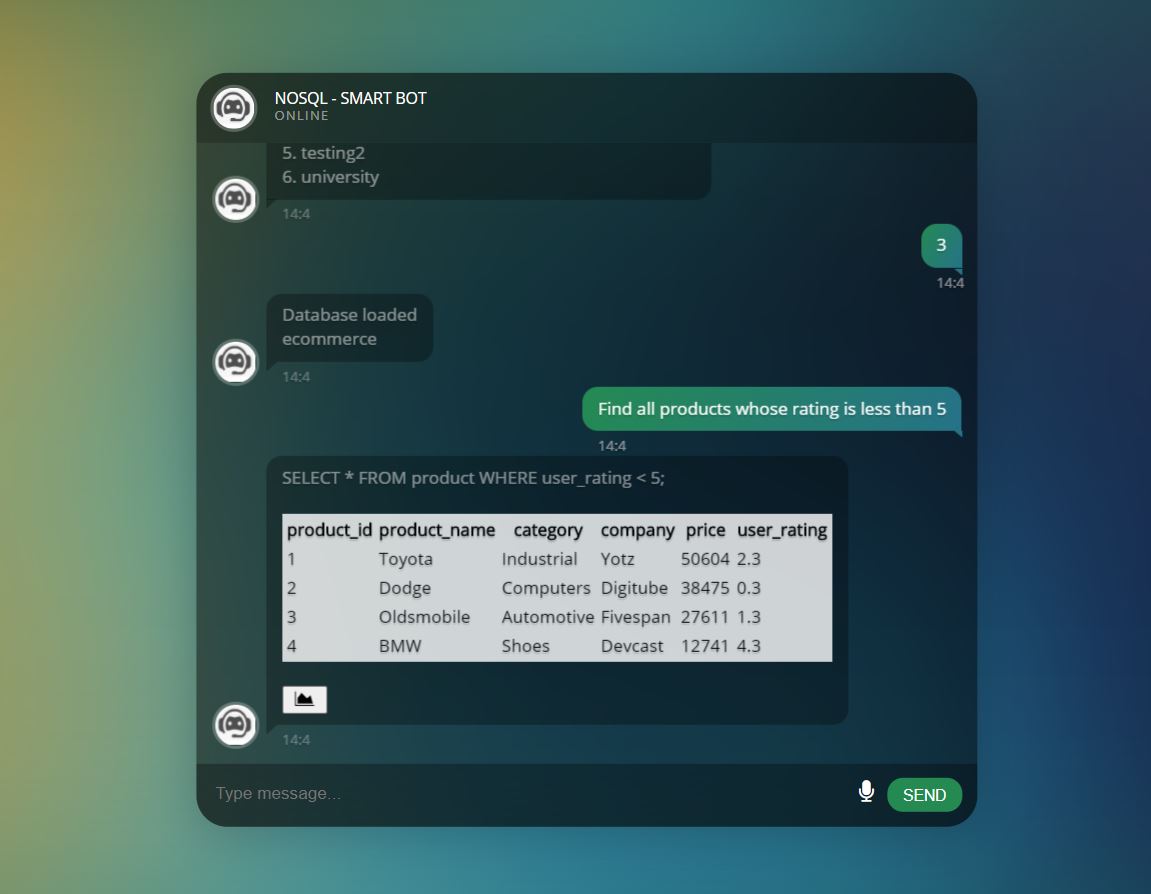 NOSQL - SMART BOT
ONLINE
5. testing2
6. university
14:4
3
14:4
Database loaded
ecommerce
14:4
Find all products whose rating is less than 5
14:4
SELECT * FROM product WHERE user_rating < 5;
product_id product_name category company price user_rating
1 Toyota Industrial Yotz 50604 2.3
2 Dodge Computers Digitube 38475 0.3
3 Oldsmobile Automotive Fivespan 27611 1.3
4 BMW Shoes Devcast 12741 4.3
14:4
Type message...
SEND